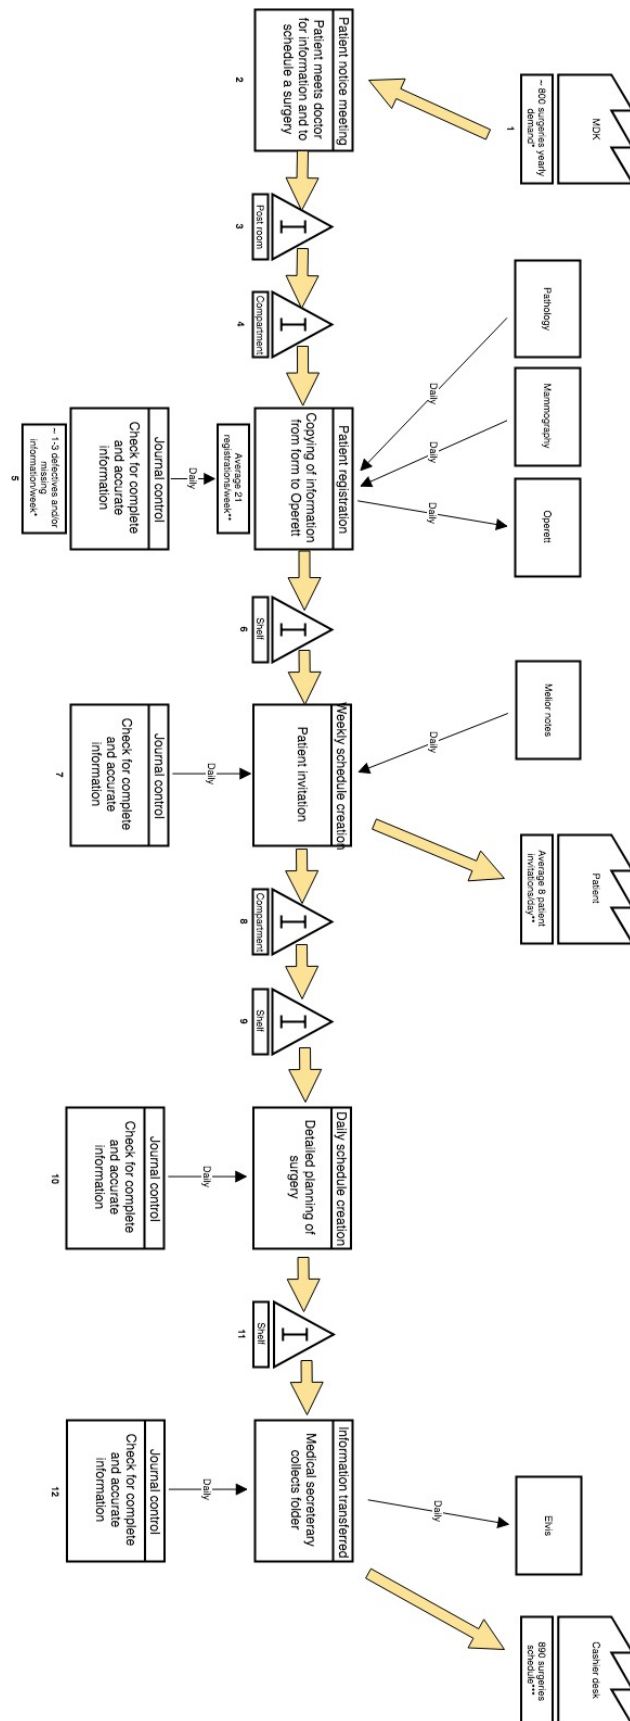 MDK
~ 800 surgeries yearly
demand*
1
Patient notice meeting
Patient meets doctor
for information and to
schedule a surgery
2
I
Post room
3
I
Compartment
4
Pathology
Mammography
Operett
Daily
Daily
Daily
Patient registration
Copying of information
from form to Operett
Average 21
registrations/week**
Daily
Journal control
Check for complete
and accurate
information
~ 1-3 defectives and/or
missing
information/week*
5
I
Shelf
6
Melior notes
Daily
Weekly schedule creation
Patient invitation
Daily
Journal control
Check for complete
and accurate
information
7
Patient
Average 8 patient
invitations/day**
I
Compartment
8
I
Shelf
9
Daily schedule creation
Detailed planning of
surgery
Daily
Journal control
Check for complete
and accurate
information
10
I
Shelf
11
Information transferred
Medical secreterary
collects folder
Daily
Journal control
Check for complete
and accurate
information
12
Daily
Elvis
Cashier desk
890 surgeries
schedule***